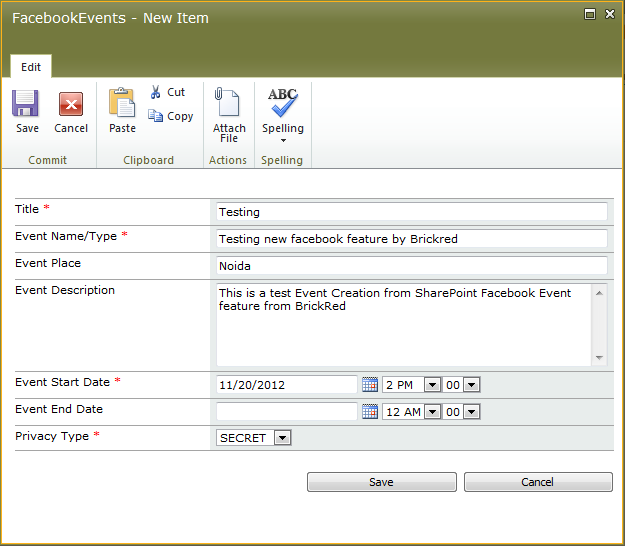 FacebookEvents - New Item
Edit
Save
Cancel
Paste
Cut
Copy
Attach
File
ABC
Spelling
Commit
Clipboard
Actions
Spelling
Title *
Testing
Event Name/Type *
Testing new facebook feature by Brickred
Event Place
Noida
Event Description
This is a test Event Creation from SharePoint Facebook Event
feature from BrickRed
Event Start Date *
11/20/2012 2 PM 00
Event End Date
12 AM 00
Privacy Type *
SECRET
Save
Cancel